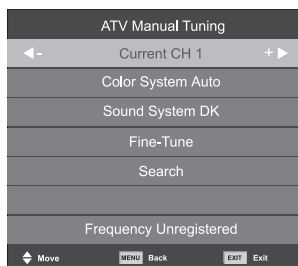 ATV Manual Tuning
◄- Current CH 1 +►
Color System Auto
Sound System DK
Fine-Tune
Search
Frequency Unregistered
Move MENU Back EXIT Exit